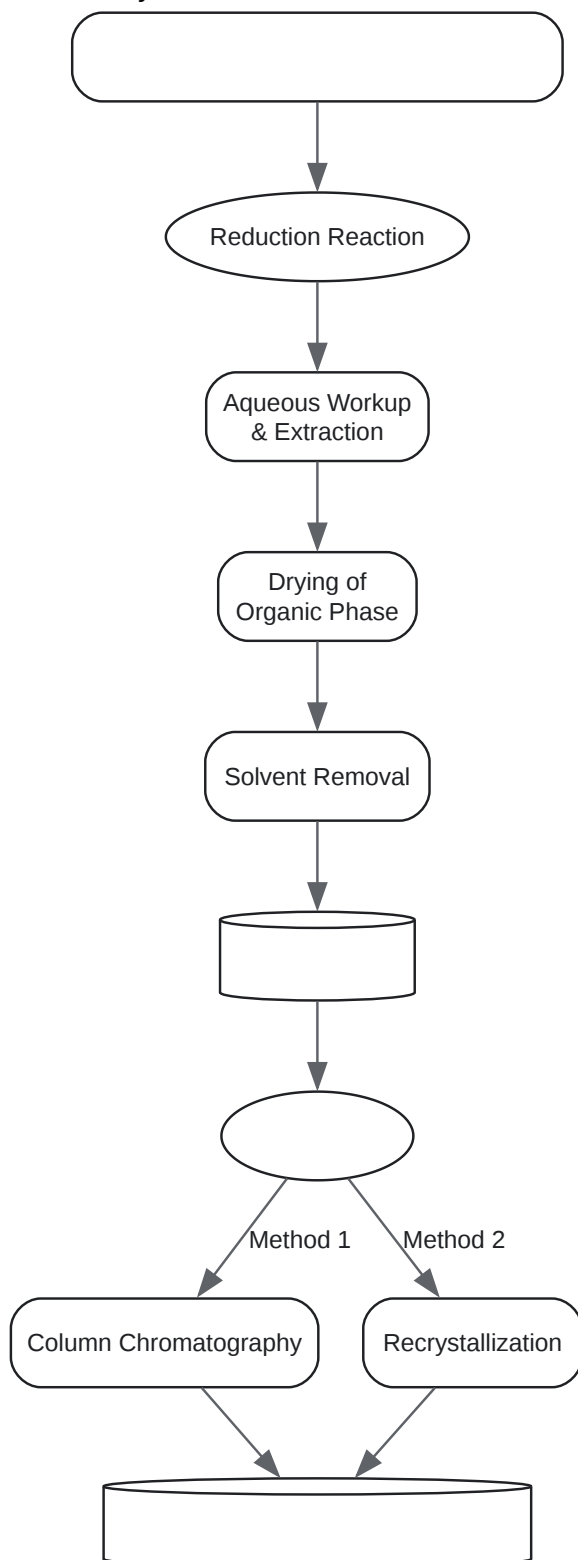 Reduction Reaction
Aqueous Workup
& Extraction
Drying of
Organic Phase
Solvent Removal
Method 1
Method 2
Column Chromatography
Recrystallization